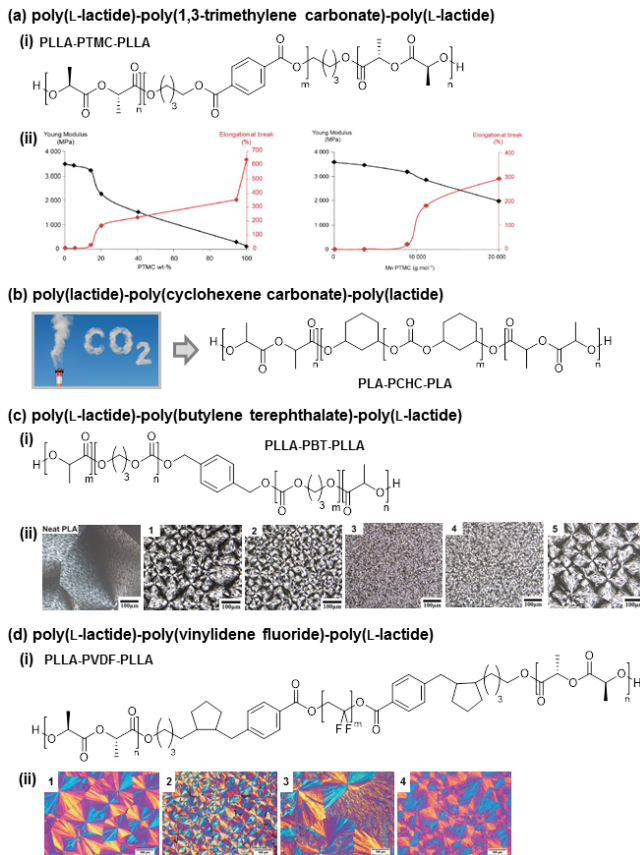 (a) poly(L-lactide)-poly(1,3-trimethylene carbonate)-poly(L-lactide)
(i) PLLA-PTMC-PLLA
H O O O O n O 3 O O O O m O 3 O O O O n H
(ii)
Young Modulus (MPa) Elongation at break (%)
4 000 3 000 2 000 1 000 0
700 600 500 400 300 200 100 0
0 20 40 60 80 100
PTMC wt-%
Young Modulus (MPa) Elongation at break (%)
4 000 3 000 2 000 1 000 0
400 300 200 100 0
0 10 000 20 000
Mn PTMC (g.mol⁻¹)
(b) poly(lactide)-poly(cyclohexene carbonate)-poly(lactide)
CO2
H O O O O n O O O O m O O O O n O H
PLA-PCHC-PLA
(c) poly(L-lactide)-poly(butylene terephthalate)-poly(L-lactide)
(i) PLLA-PBT-PLLA
H O O m O 3 O O n O O O O 3 O m O O n H
(ii) Neat PLA 1 2 3 4 5
100μm 100μm 100μm 100μm 100μm 100μm
(d) poly(L-lactide)-poly(vinylidene fluoride)-poly(L-lactide)
(i) PLLA-PVDF-PLLA
H O O O O n O 3 O O F F m O O 3 O O O O n H
(ii) 1 2 3 4